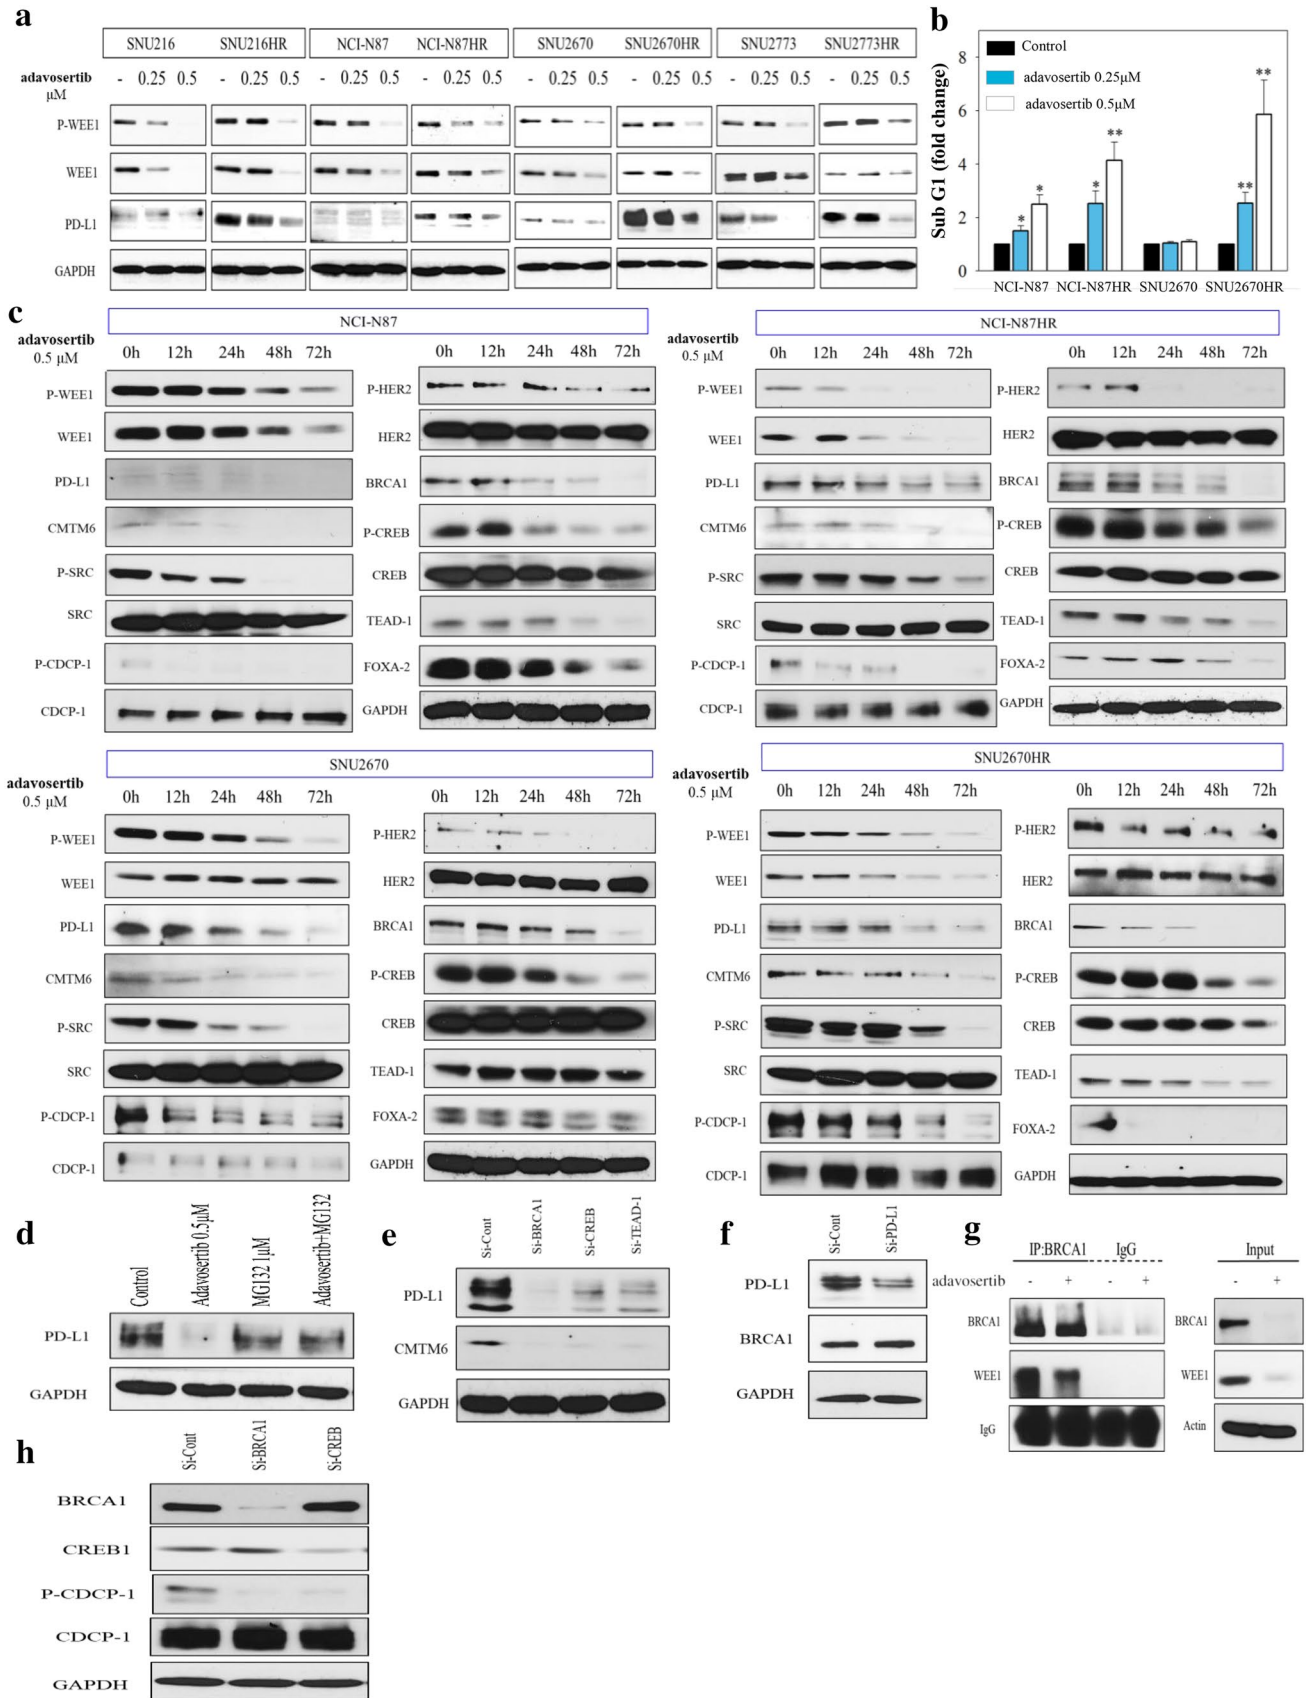 a
SNU216 SNU216HR NCI-N87 NCI-N87HR SNU2670 SNU2670HR SNU2773 SNU2773HR
adavosertib - 0.25 0.5 - 0.25 0.5 - 0.25 0.5 - 0.25 0.5 - 0.25 0.5 - 0.25 0.5 - 0.25 0.5 - 0.25 0.5
μM
P-WEE1
WEE1
PD-L1
GAPDH
b
Sub G1 (fold change)
8
6
4
2
0
Control
adavosertib 0.25μM
adavosertib 0.5μM
* * * ** ** **
NCI-N87 NCI-N87HR SNU2670 SNU2670HR
c
NCI-N87
adavosertib
0.5 μM
0h 12h 24h 48h 72h 0h 12h 24h 48h 72h
P-WEE1 P-HER2
WEE1 HER2
PD-L1 BRCA1
CMTM6 P-CREB
P-SRC CREB
SRC TEAD-1
P-CDCP-1 FOXA-2
CDCP-1 GAPDH
NCI-N87HR
adavosertib
0.5 μM
0h 12h 24h 48h 72h 0h 12h 24h 48h 72h
P-WEE1 P-HER2
WEE1 HER2
PD-L1 BRCA1
CMTM6 P-CREB
P-SRC CREB
SRC TEAD-1
P-CDCP-1 FOXA-2
CDCP-1 GAPDH
SNU2670
adavosertib
0.5 μM
0h 12h 24h 48h 72h 0h 12h 24h 48h 72h
P-WEE1 P-HER2
WEE1 HER2
PD-L1 BRCA1
CMTM6 P-CREB
P-SRC CREB
SRC TEAD-1
P-CDCP-1 FOXA-2
CDCP-1 GAPDH
SNU2670HR
adavosertib
0.5 μM
0h 12h 24h 48h 72h 0h 12h 24h 48h 72h
P-WEE1 P-HER2
WEE1 HER2
PD-L1 BRCA1
CMTM6 P-CREB
P-SRC CREB
SRC TEAD-1
P-CDCP-1 FOXA-2
CDCP-1 GAPDH
d
Control
Adavosertib 0.5μM
MG132 1μM
Adavosertib+MG132
PD-L1
GAPDH
e
Si-Cont
Si-BRCA1
Si-CREB
Si-TEAD-1
PD-L1
CMTM6
GAPDH
f
Si-Cont
Si-PD-L1
PD-L1
BRCA1
GAPDH
g
IP:BRCA1 IgG Input
adavosertib - + - + - +
BRCA1 BRCA1
WEE1 WEE1
IgG Actin
h
Si-Cont
Si-BRCA1
Si-CREB
BRCA1
CREB1
P-CDCP-1
CDCP-1
GAPDH